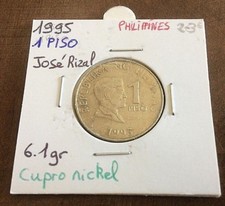 1995
PHILIPPINES
1 PISO
José Rizal
1
PISO
1995
6.1gr
Cupro nickel